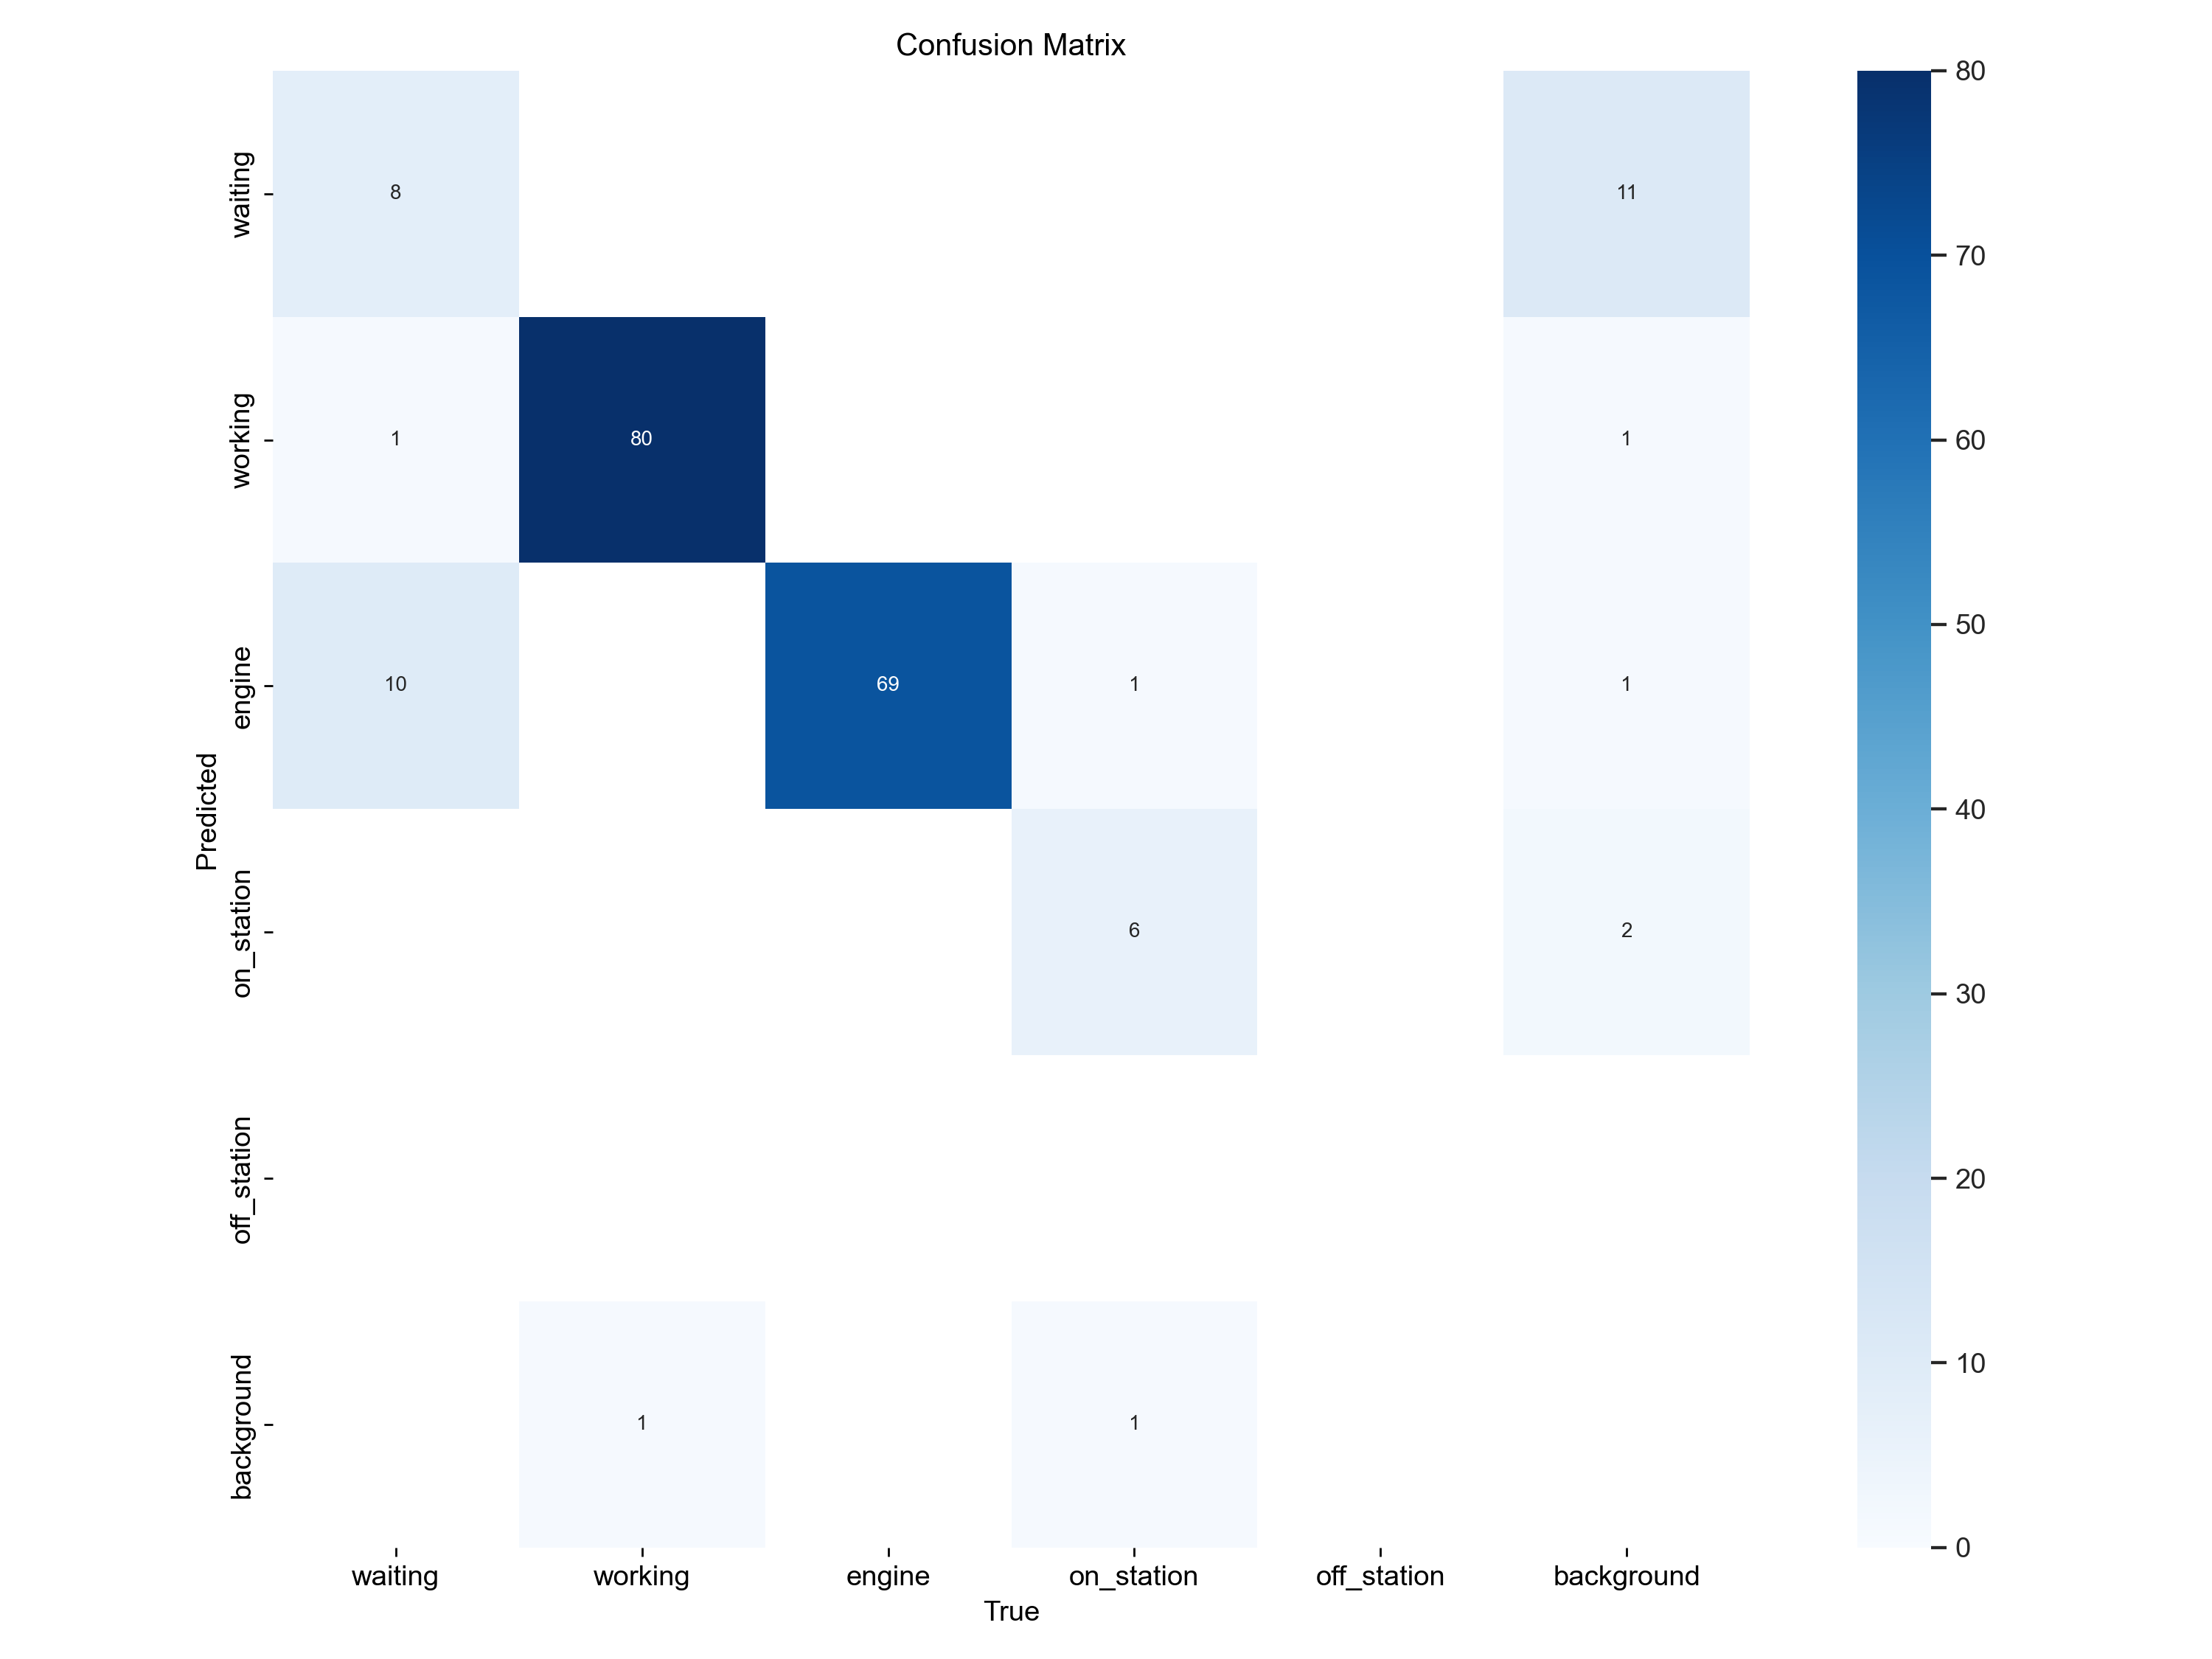 Confusion Matrix
waiting
8
11
working
1
80
1
engine
10
69
1
1
on_station
6
2
off_station
background
1
1
Predicted
waiting
working
engine
on_station
off_station
background
True
80
70
60
50
40
30
20
10
0